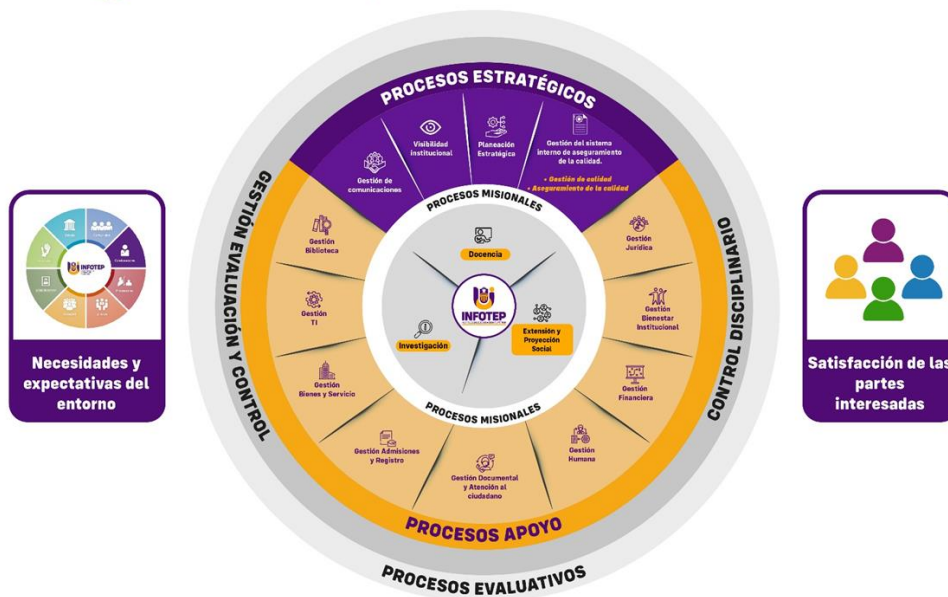 PROCESOS ESTRATÉGICOS
Gestión de
comunicaciones
Visibilidad
institucional
Planeación
Estratégica
Gestión del sistema
interno de aseguramiento
de la calidad.
• Gestión de calidad
• Aseguramiento de la calidad
GESTIÓN EVALUACIÓN Y CONTROL
CONTROL DISCIPLINARIO
PROCESOS MISIONALES
Docencia
Investigación
INFOTEP
Extensión y
Proyección
Social
PROCESOS MISIONALES
Gestión
Biblioteca
Gestión
TI
Gestión
Bienes y Servicio
Gestión Admisiones
y Registro
Gestión Documental
y Atención al
ciudadano
Gestión
Humana
Gestión
Financiera
Gestión
Bienestar
Institucional
Gestión
Jurídica
PROCESOS APOYO
PROCESOS EVALUATIVOS
INFOTEP
Necesidades y
expectativas del
entorno
Satisfacción de las
partes
interesadas